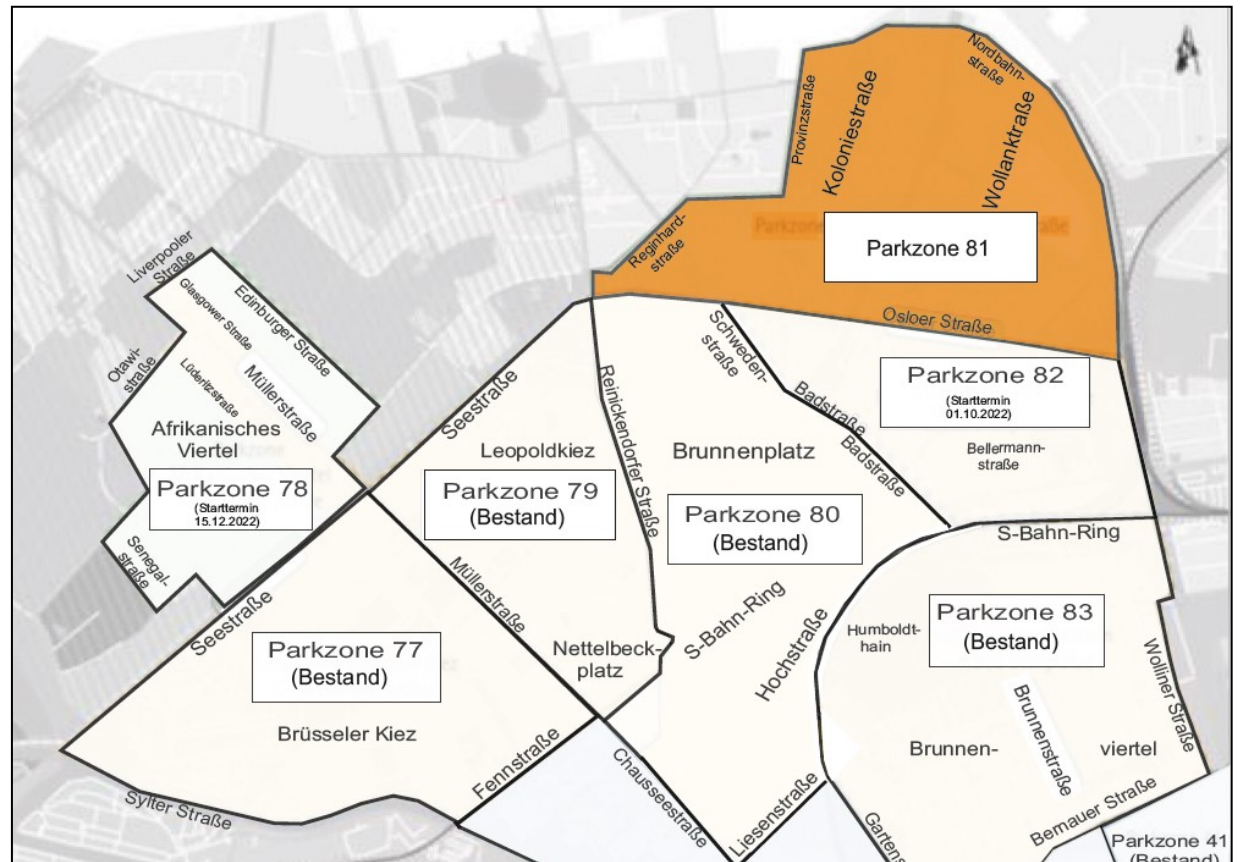 Nordbahn-
straße
Provinzstraße
Koloniestraße
Wollankstraße
Parkzone
Parkzone 81
Reginhard-
straße
Osloer Straße
Liverpooler
Straße
Glasgower Straße
Edinburger Straße
Otawi-
straße
Lüderitzstraße
Müllerstraße
Afrikanisches
Viertel
Parkzone 78
(Starttermin
15.12.2022)
Senegal-
straße
Seestraße
Seestraße
Leopoldkiez
Parkzone 79
(Bestand)
Reinickendorfer Straße
Schweden-
straße
Badstraße
Badstraße
Parkzone 82
(Starttermin
01.10.2022)
Bellermann-
straße
Brunnenplatz
Parkzone 80
(Bestand)
S-Bahn-Ring
S-Bahn-Ring
Müllerstraße
Nettelbeck-
platz
Hochstraße
Humboldt-
hain
Parkzone 83
(Bestand)
Wolliner Straße
Parkzone 77
(Bestand)
Brüsseler Kiez
Fennstraße
Sylter Straße
Chausseestraße
Liesenstraße
Brunnen-
viertel
Brunnenstraße
Bernauer Straße
Gartens
Parkzone 41
(Bestand)